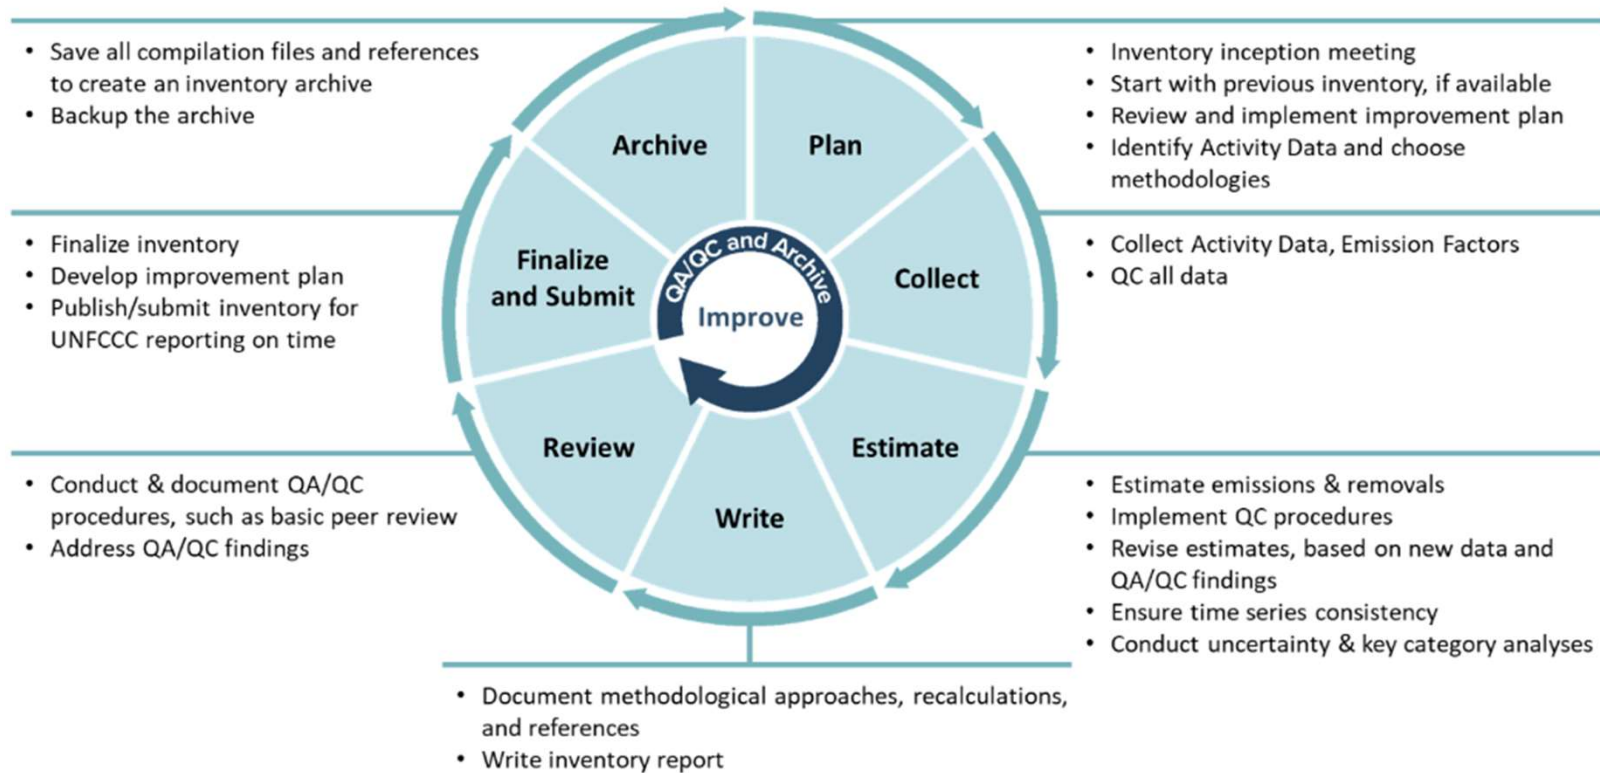 • Save all compilation files and references
to create an inventory archive
• Backup the archive
• Finalize inventory
• Develop improvement plan
• Publish/submit inventory for
UNFCCC reporting on time
• Conduct & document QA/QC
procedures, such as basic peer review
• Address QA/QC findings
Archive
Plan
Finalize
and Submit
Collect
QA/QC and Archive
Improve
Review
Estimate
Write
• Inventory inception meeting
• Start with previous inventory, if available
• Review and implement improvement plan
• Identify Activity Data and choose
methodologies
• Collect Activity Data, Emission Factors
• QC all data
• Estimate emissions & removals
• Implement QC procedures
• Revise estimates, based on new data and
QA/QC findings
• Ensure time series consistency
• Conduct uncertainty & key category analyses
• Document methodological approaches, recalculations,
and references
• Write inventory report